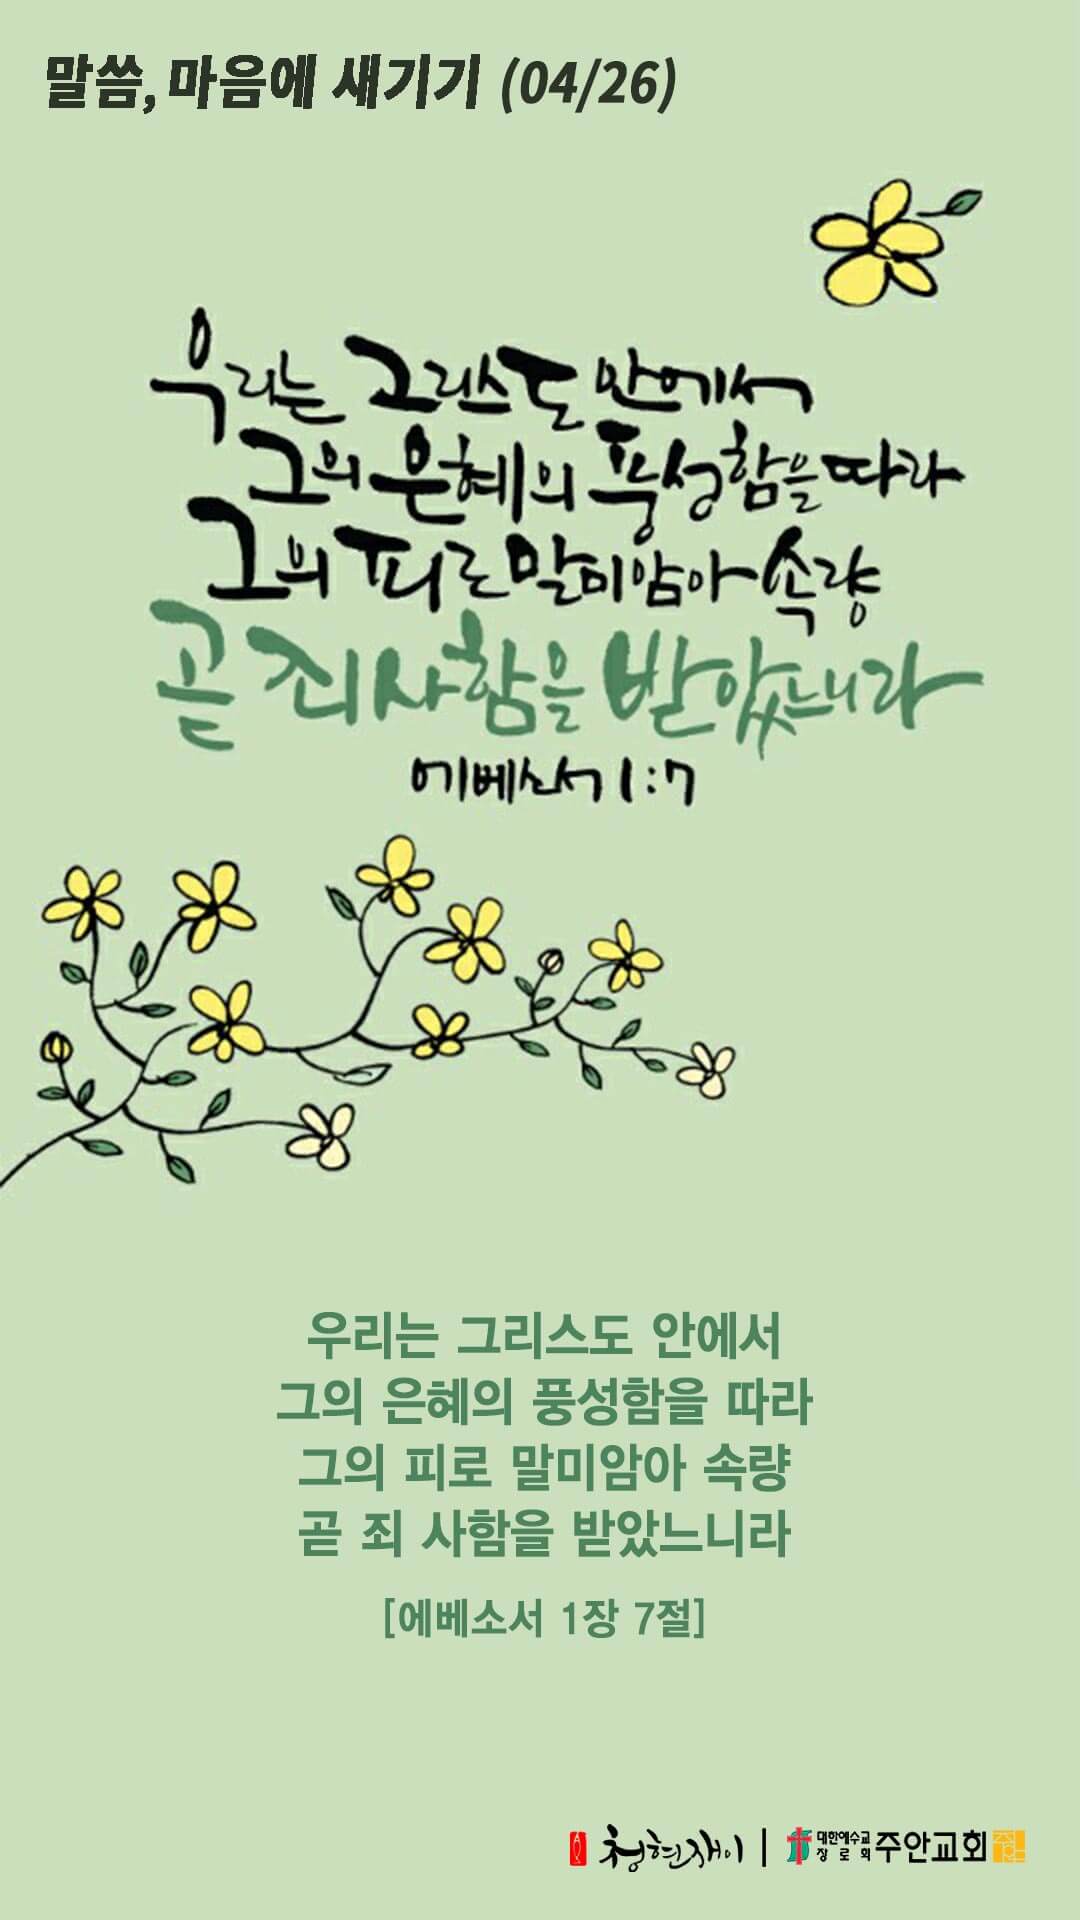 말씀, 마음에 새기기 (04/26)
우리는 그리스도 안에서
그의 은혜의 풍성함을 따라
그의 피로 말미암아 속량
곧 죄 사함을 받았느니라
에베소서 1:7
우리는 그리스도 안에서
그의 은혜의 풍성함을 따라
그의 피로 말미암아 속량
곧 죄 사함을 받았느니라
[에베소서 1장 7절]
청현재이 | 대한예수교 장로회 주안교회